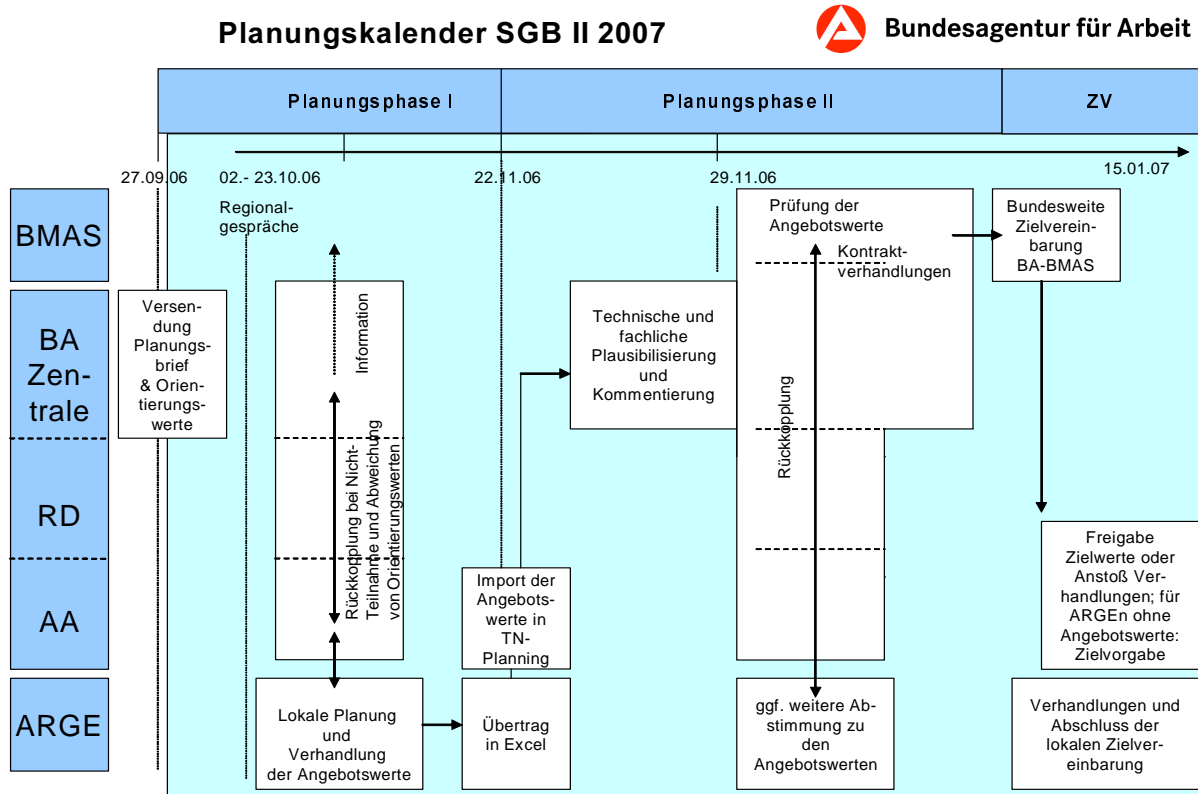 Planungskalender SGB II 2007
Bundesagentur für Arbeit
Planungsphase I
Planungsphase II
ZV
27.09.06
02.- 23.10.06
22.11.06
29.11.06
15.01.07
BMAS
BA
Zen-
trale
RD
AA
ARGE
Regional-
gespräche
Versen-
dung
Planungs-
brief
& Orien-
tierungs-
werte
Information
Rückkopplung bei Nicht-
Teilnahme und Abweichung
von Orientierungswerten
Lokale Planung
und
Verhandlung
der Angebotswerte
Import der
Angebots-
werte in
TN-
Planning
Übertrag
in Excel
Technische und
fachliche
Plausibilisierung
und
Kommentierung
Prüfung der
Angebotswerte
Kontrakt-
verhandlungen
Rückkopplung
ggf. weitere Ab-
stimmung zu
den
Angebotswerten
Bundesweite
Zielverein-
barung
BA-BMAS
Freigabe
Zielwerte oder
Anstoß Ver-
handlungen; für
ARGEn ohne
Angebotswerte:
Zielvorgabe
Verhandlungen und
Abschluss der
lokalen Zielver-
einbarung